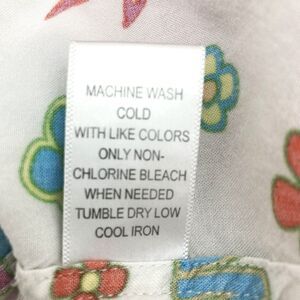 MACHINE WASH
COLD
WITH LIKE COLORS
ONLY NON-
CHLORINE BLEACH
WHEN NEEDED
TUMBLE DRY LOW
COOL IRON